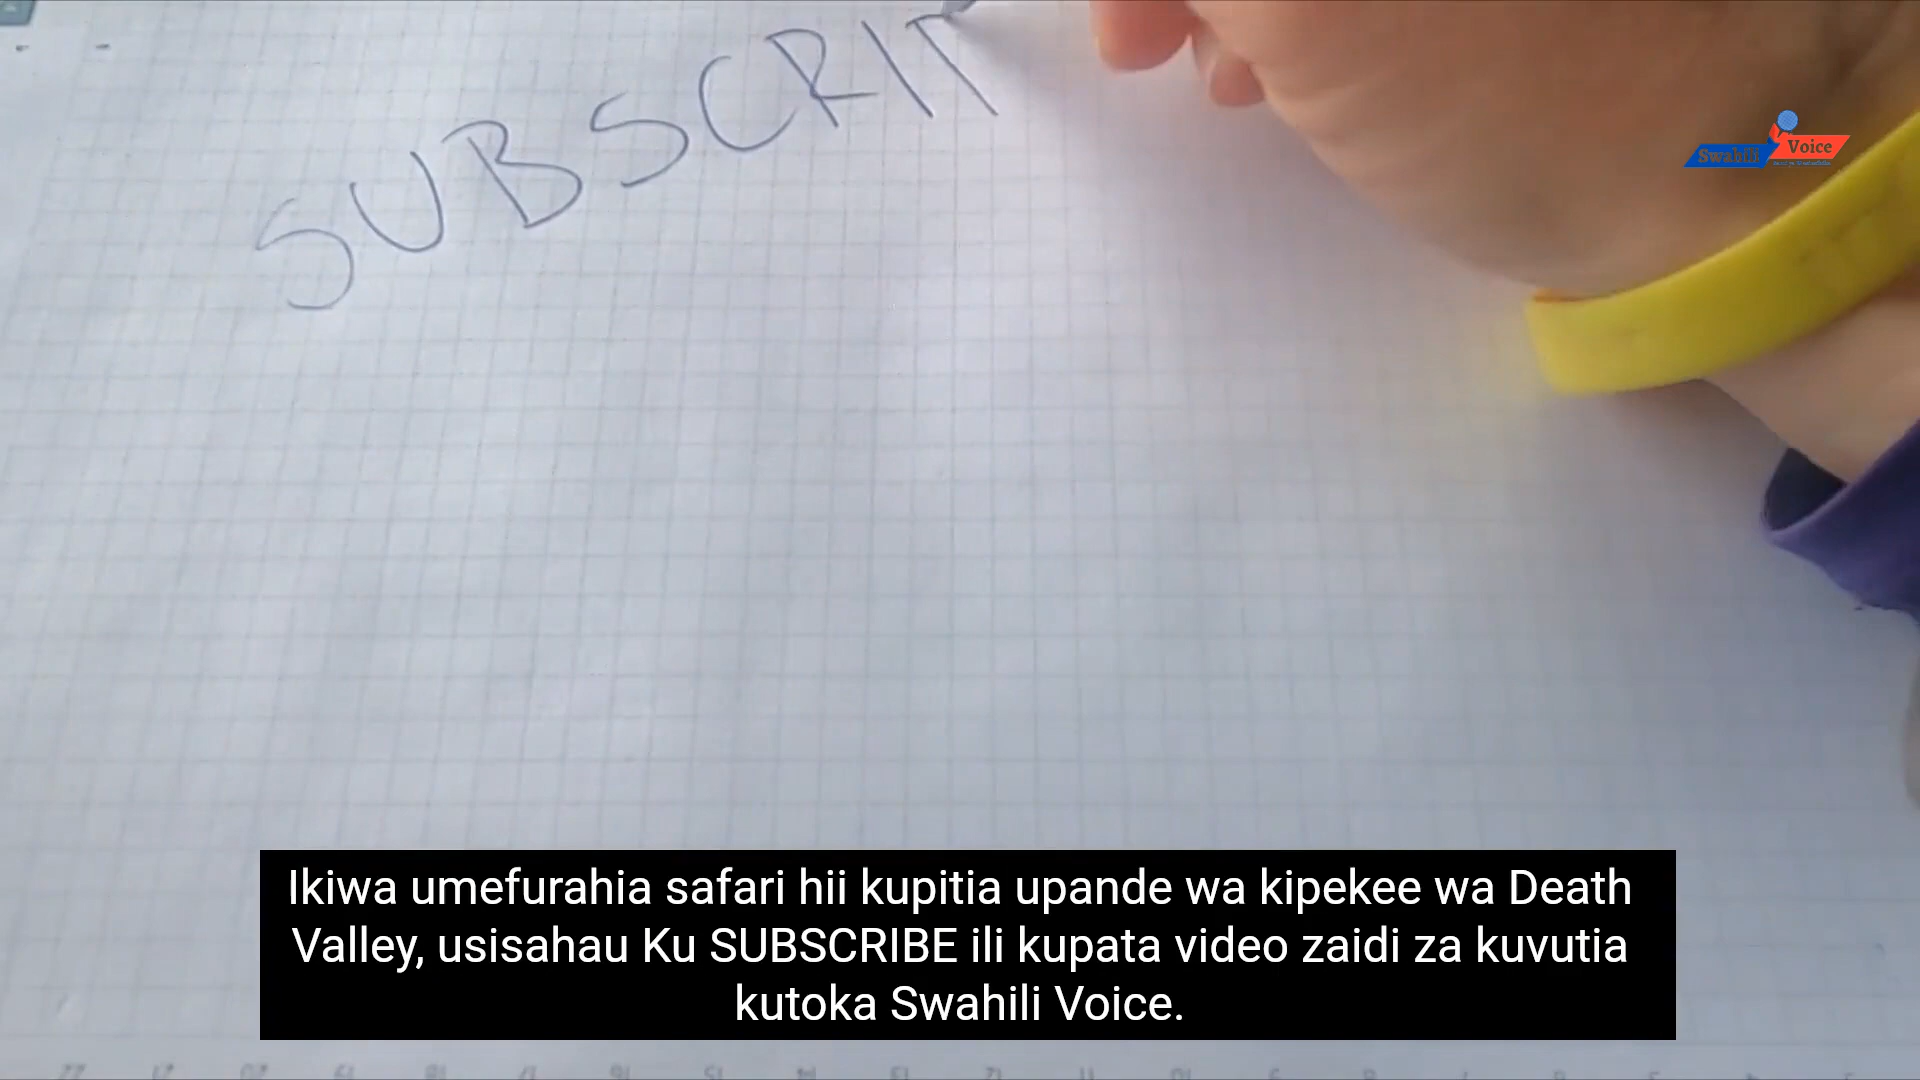 SUBSCRI
Swahili Voice
Ikiwa umefurahia safari hii kupitia upande wa kipekee wa Death
Valley, usisahau Ku SUBSCRIBE ili kupata video zaidi za kuvutia
kutoka Swahili Voice.